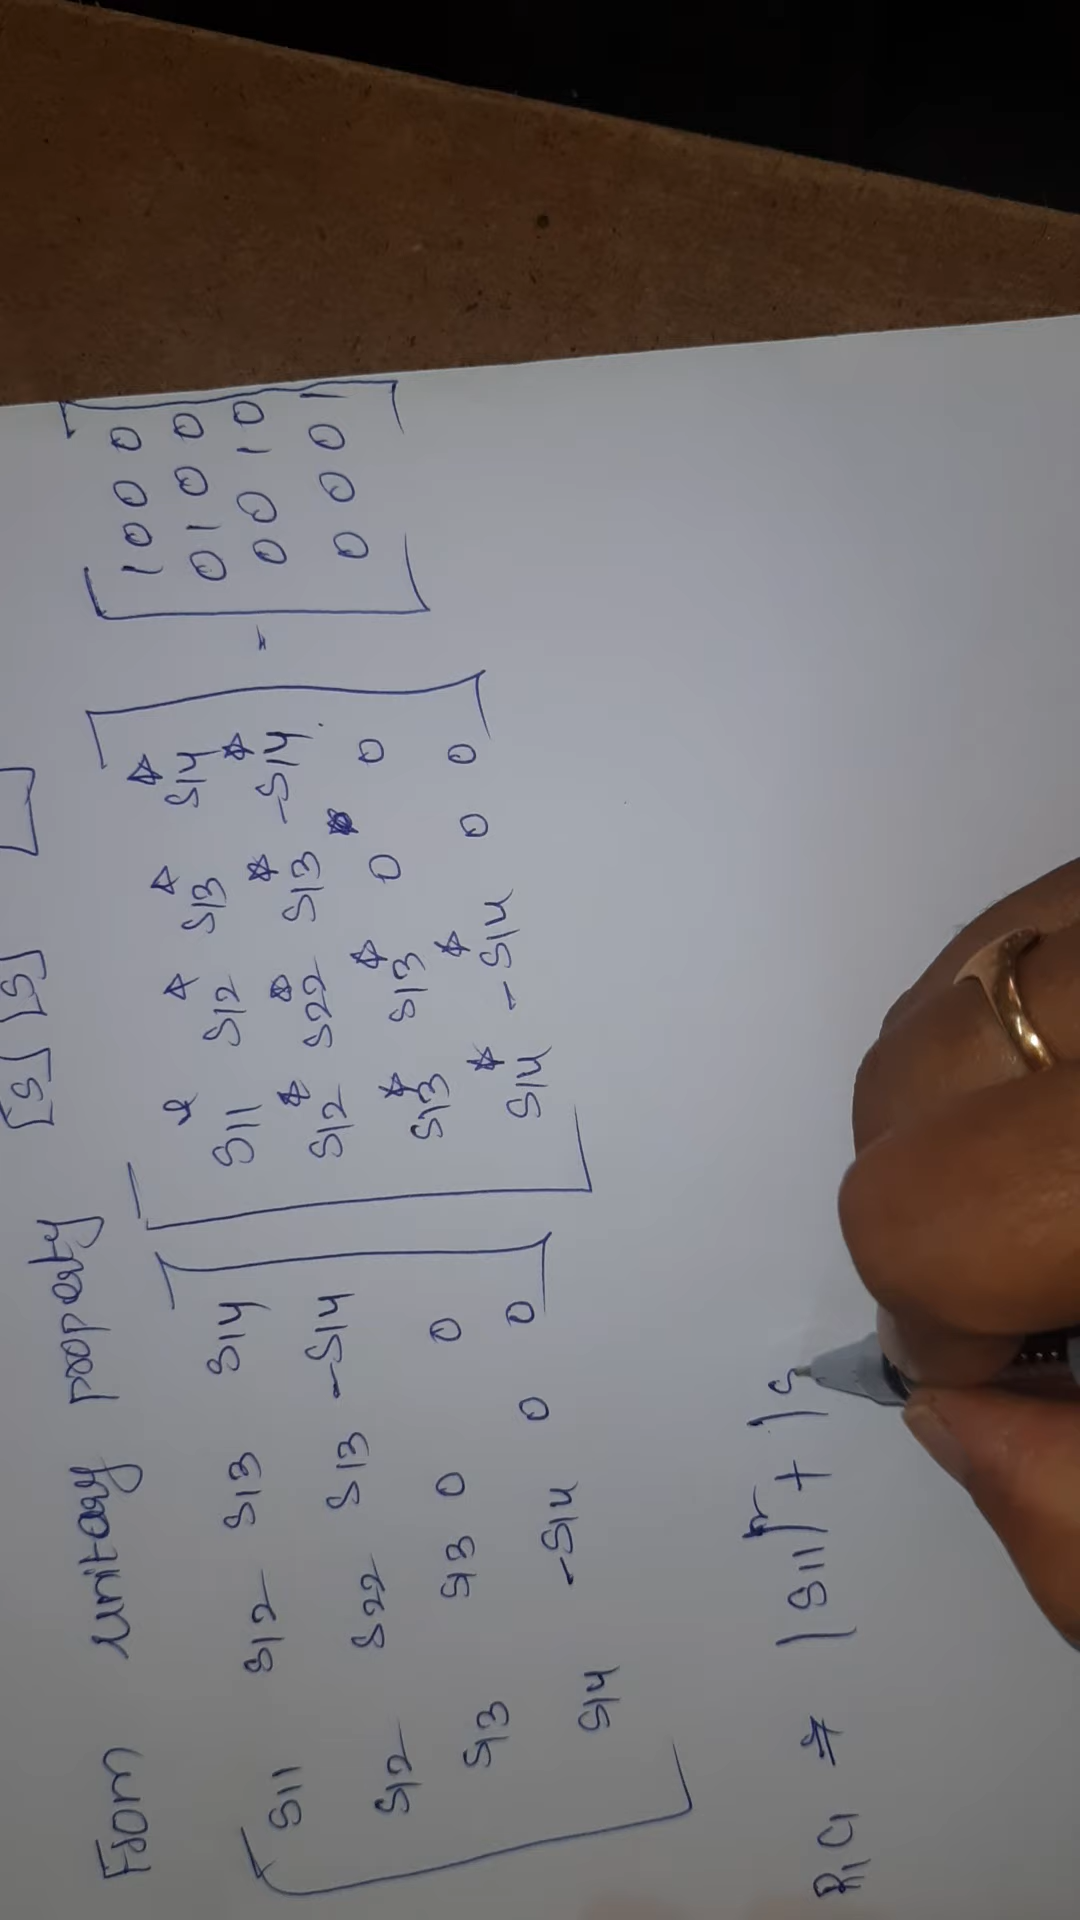 From unitary property [S] [S]
[S11 S12 S13 S14] [S11* S12* S13* S14*] = [1 0 0 0]
[S12 S22 S13 -S14] [S12* S22* S13* -S14*] [0 1 0 0]
[S13 S13 0 0] [S13* S13* 0 0] [0 0 1 0]
[S14 -S14 0 0] [S14* -S14* 0 0] [0 0 0 1]
R1C1 |S11|² + |S